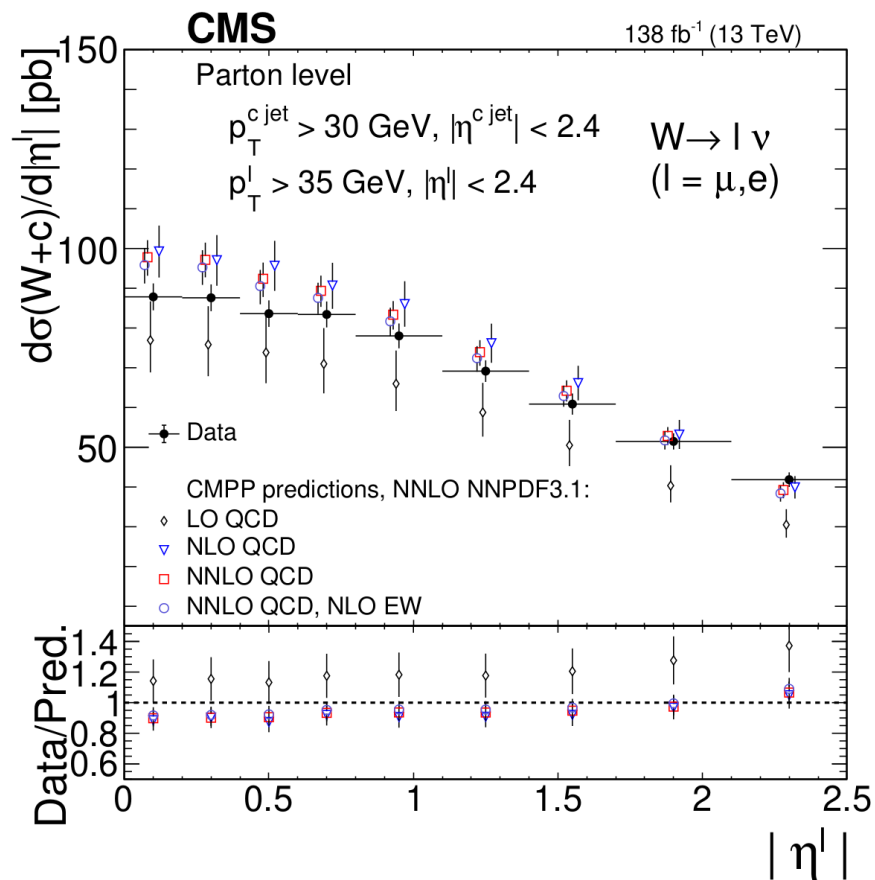 CMS
138 fb⁻¹ (13 TeV)
dσ(W+c)/d|η^l| [pb]
150
100
50
Parton level
p_T^{c jet} > 30 GeV, |η^{c jet}| < 2.4
p_T^l > 35 GeV, |η^l| < 2.4
W→ l ν
(l = μ,e)
Data
CMPP predictions, NNLO NNPDF3.1:
LO QCD
NLO QCD
NNLO QCD
NNLO QCD, NLO EW
Data/Pred.
1.4
1.2
1
0.8
0.6
0 0.5 1 1.5 2 2.5
| η^l |